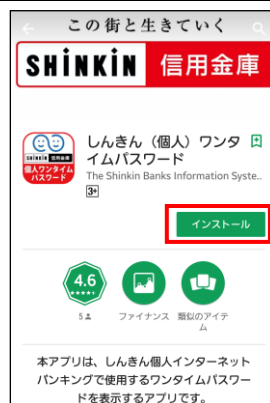 この街と生きていく
SHINKIN 信用金庫
しんきん（個人）ワンタ
イムパスワード
The Shinkin Banks Information Syste..
3+
SHINKIN 信用金庫
個人ワンタイム
パスワード
インストール
4.6
5
ファイナンス
類似のアイテ
ム
本アプリは、しんきん個人インターネット
バンキングで使用するワンタイムパスワー
ドを表示するアプリです。